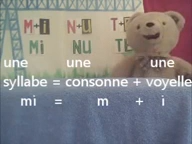 M+i N+U T+
Mi NU TE
une une une
syllabe = consonne + voyelle
mi = m + i